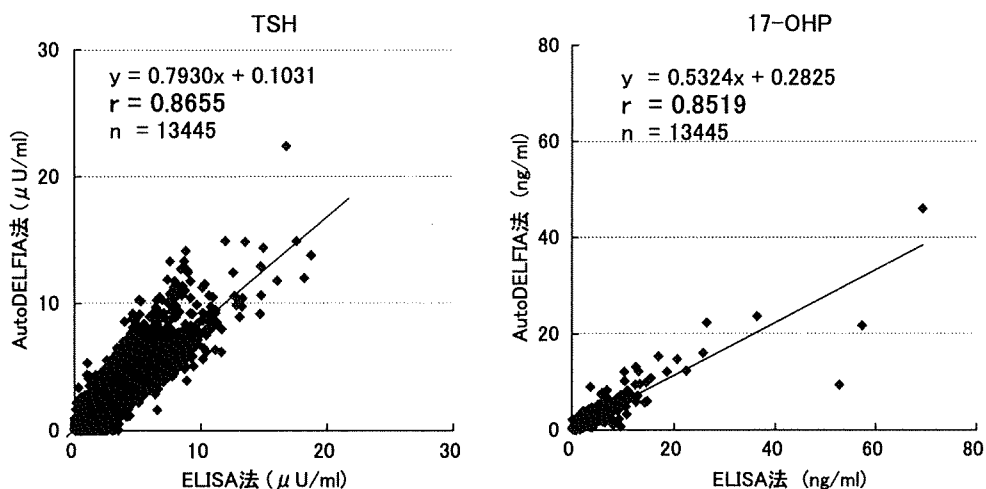 TSH
30
20
10
0
y = 0.7930x + 0.1031
r = 0.8655
n = 13445
AutoDELFIA法 (μU/ml)
0 10 20 30
ELISA法 (μU/ml)
17-OHP
80
60
40
20
0
y = 0.5324x + 0.2825
r = 0.8519
n = 13445
AutoDELFIA法 (ng/ml)
0 20 40 60 80
ELISA法 (ng/ml)